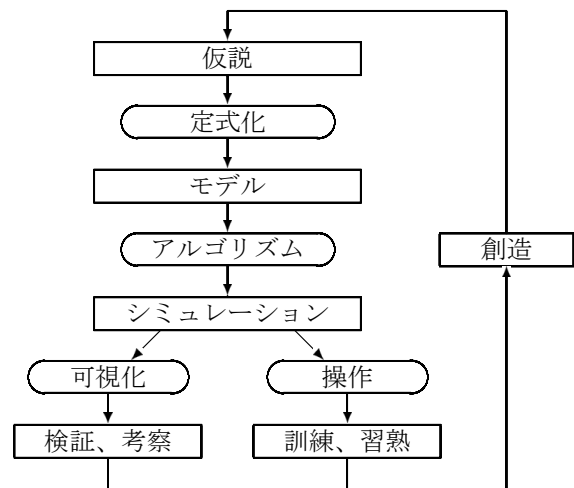 仮説
定式化
モデル
アルゴリズム
創造
シミュレーション
可視化
操作
検証、考察
訓練、習熟